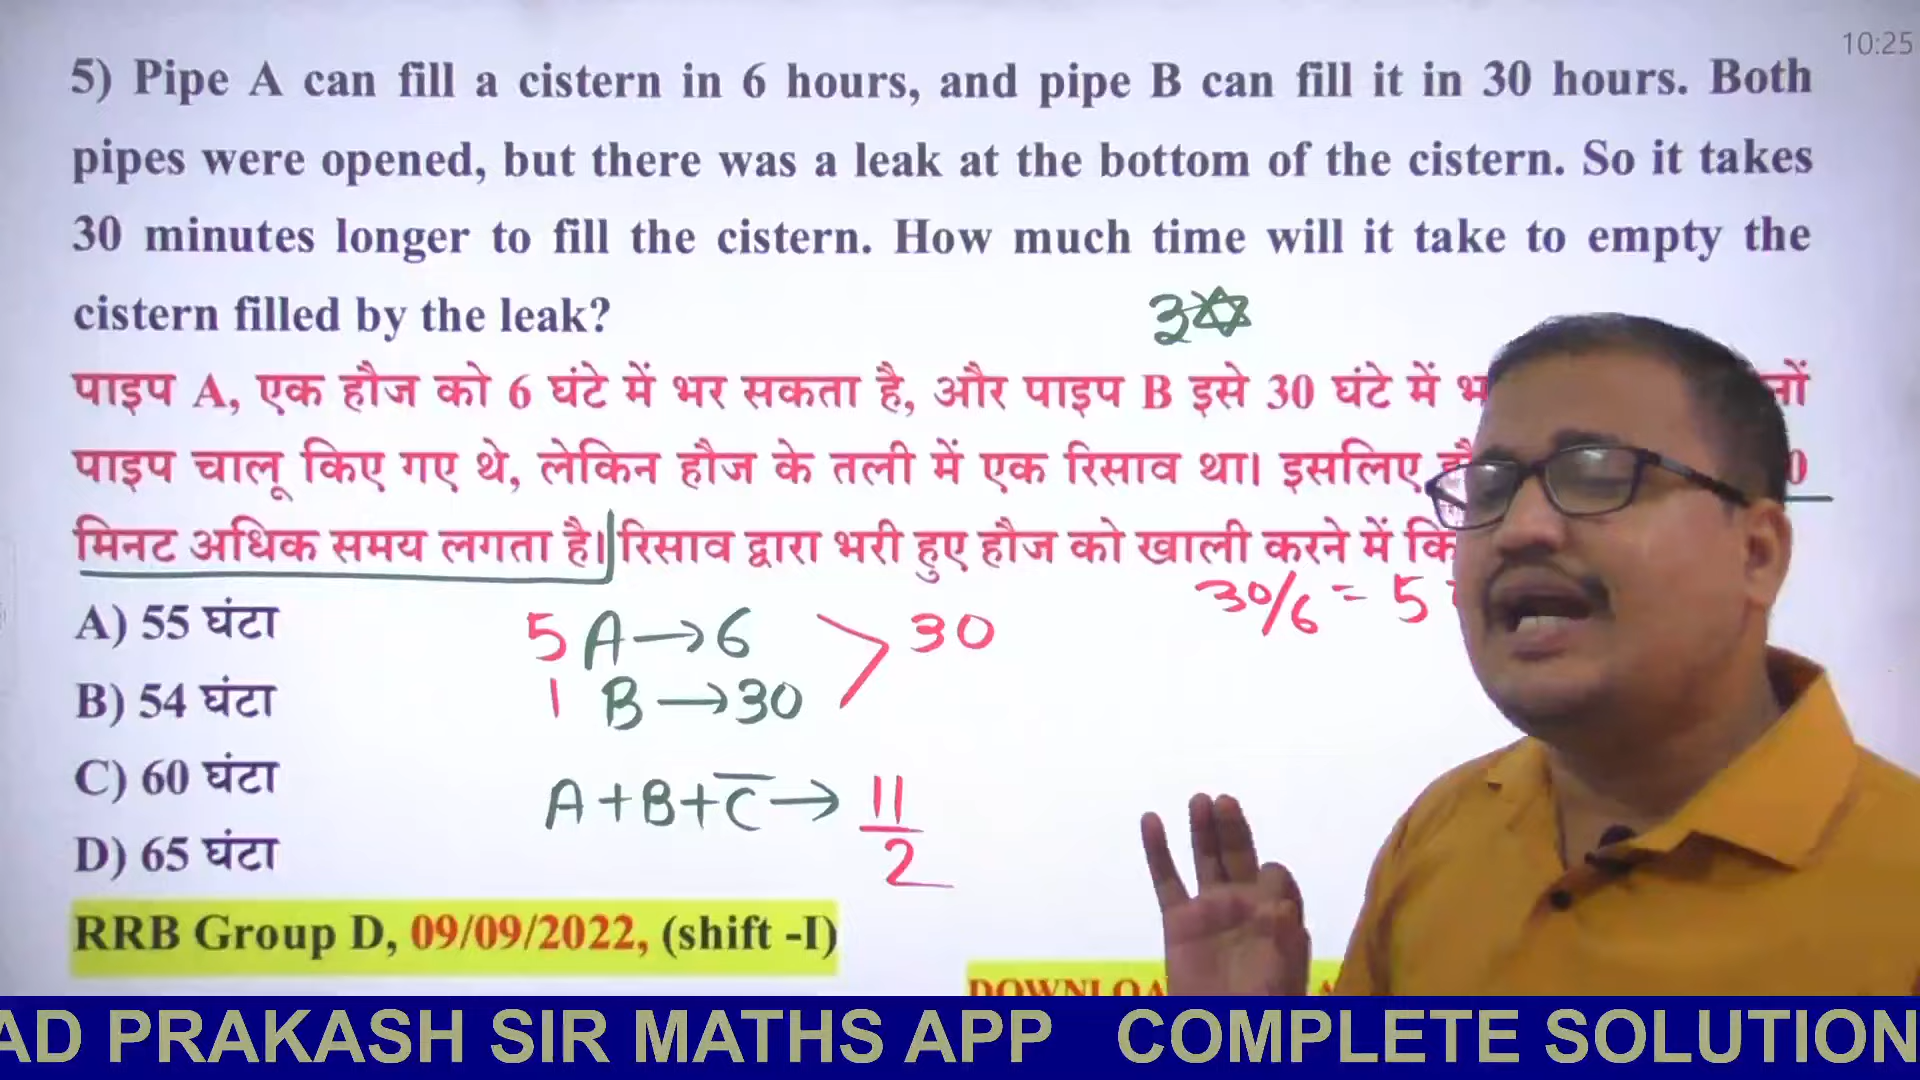 10:25
5) Pipe A can fill a cistern in 6 hours, and pipe B can fill it in 30 hours. Both
pipes were opened, but there was a leak at the bottom of the cistern. So it takes
30 minutes longer to fill the cistern. How much time will it take to empty the
cistern filled by the leak?
पाइप A, एक हौज को 6 घंटे में भर सकता है, और पाइप B इसे 30 घंटे में
पाइप चालू किए गए थे, लेकिन हौज के तली में एक रिसाव था। इसलिए
मिनट अधिक समय लगता है। रिसाव द्वारा भरी हुए हौज को खाली करने में
30/6 = 5
A) 55 घंटा
5 A → 6
30
B) 54 घंटा
1 B → 30
C) 60 घंटा
A + B + C̅ → 11/2
D) 65 घंटा
RRB Group D, 09/09/2022, (shift -I)
AD PRAKASH SIR MATHS APP COMPLETE SOLUTION